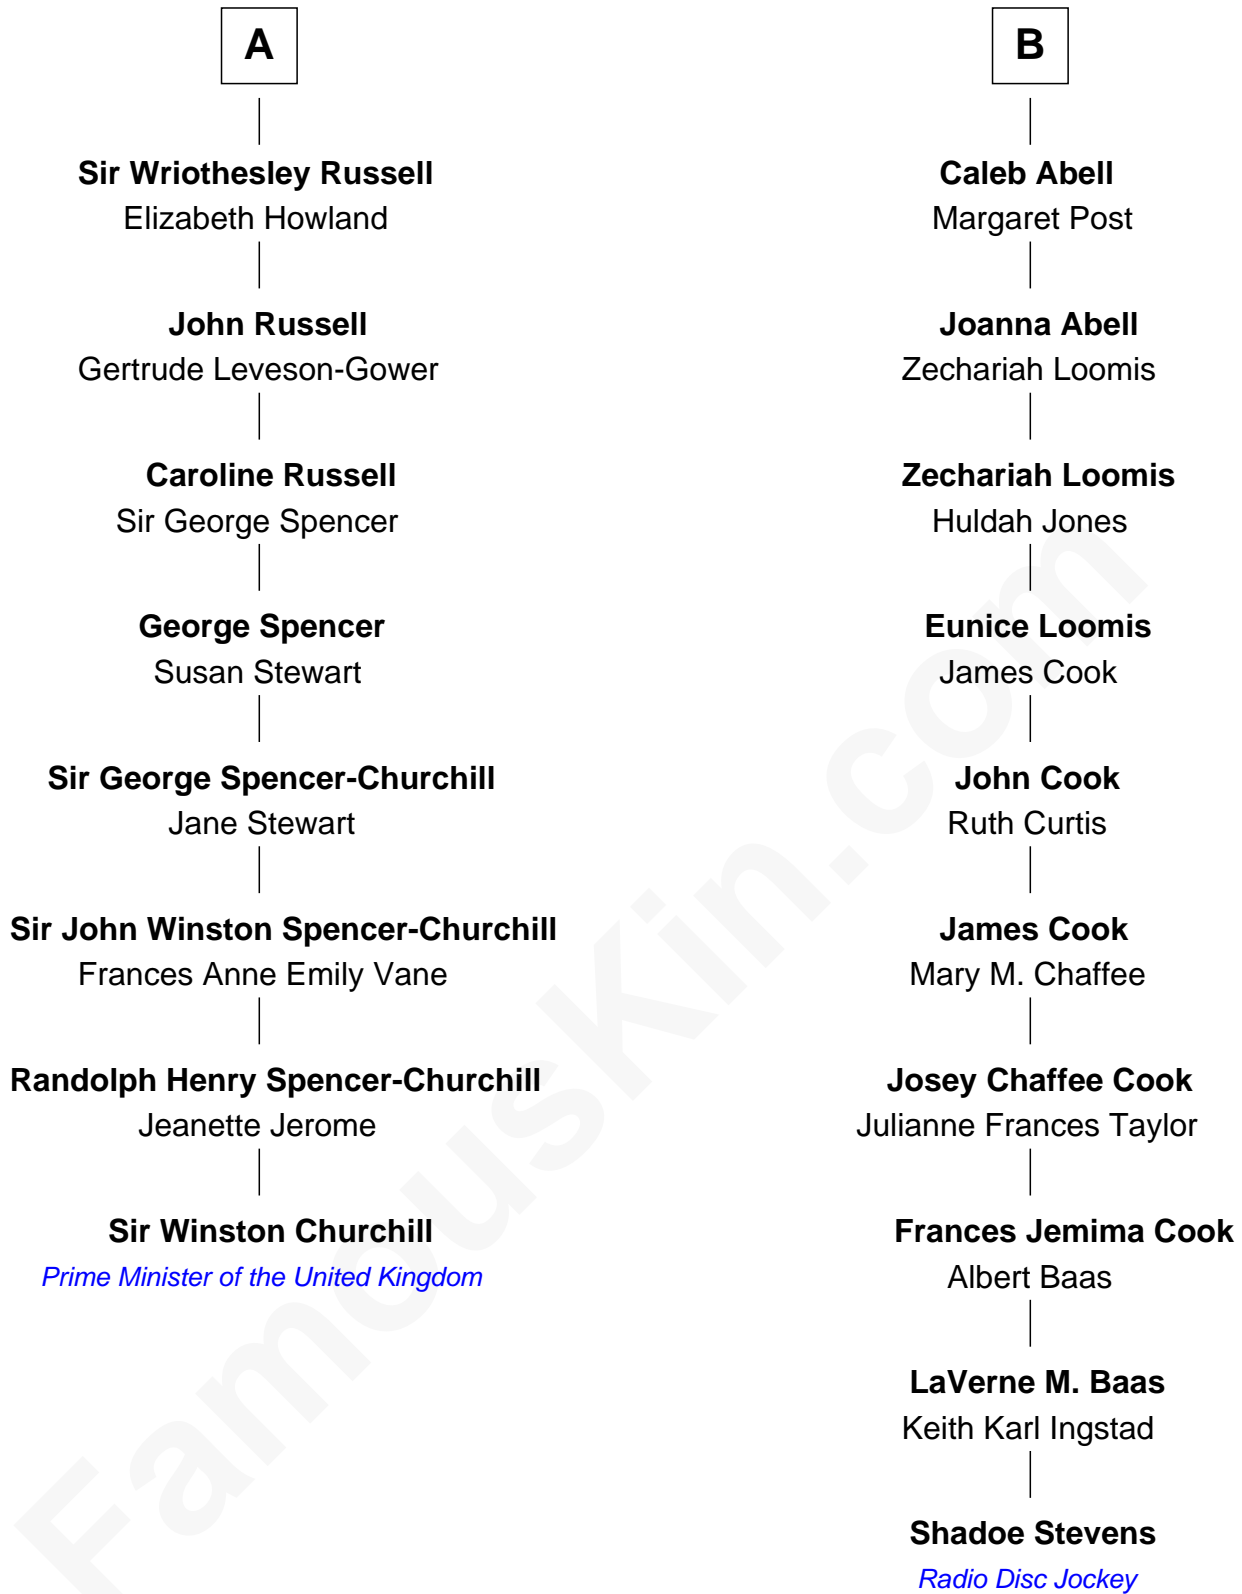 A
Sir Wriothesley Russell
Elizabeth Howland
John Russell
Gertrude Leveson-Gower
Caroline Russell
Sir George Spencer
George Spencer
Susan Stewart
Sir George Spencer-Churchill
Jane Stewart
Sir John Winston Spencer-Churchill
Frances Anne Emily Vane
Randolph Henry Spencer-Churchill
Jeanette Jerome
Sir Winston Churchill
Prime Minister of the United Kingdom
B
Caleb Abell
Margaret Post
Joanna Abell
Zechariah Loomis
Zechariah Loomis
Huldah Jones
Eunice Loomis
James Cook
John Cook
Ruth Curtis
James Cook
Mary M. Chaffee
Josey Chaffee Cook
Julianne Frances Taylor
Frances Jemima Cook
Albert Baas
LaVerne M. Baas
Keith Karl Ingstad
Shadoe Stevens
Radio Disc Jockey
FamousKin.com